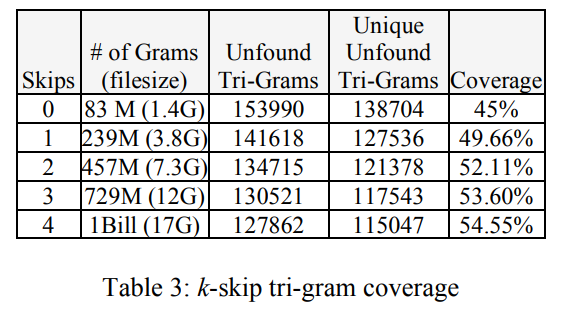 Skips # of Grams (filesize) Unfound Tri-Grams Unique Unfound Tri-Grams Coverage
0 83 M (1.4G) 153990 138704 45%
1 239M (3.8G) 141618 127536 49.66%
2 457M (7.3G) 134715 121378 52.11%
3 729M (12G) 130521 117543 53.60%
4 1Bill (17G) 127862 115047 54.55%
Table 3: k-skip tri-gram coverage